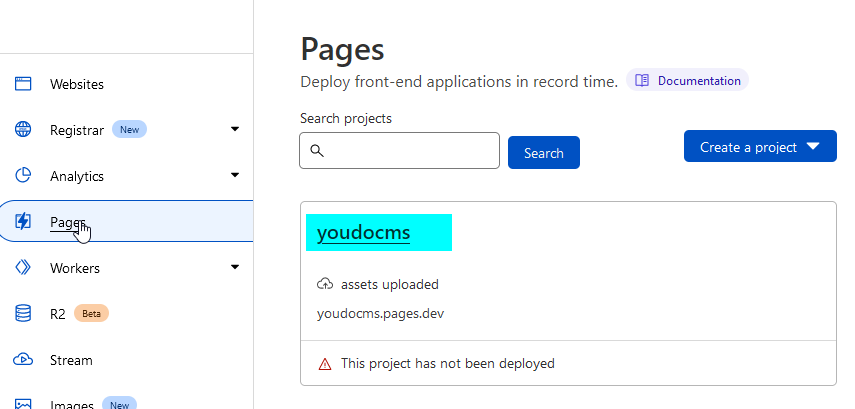 Websites
Registrar New
Analytics
Pages
Workers
R2 Beta
Stream
Images New
Pages
Deploy front-end applications in record time. Documentation
Search projects
Search
Create a project
youdocms
assets uploaded
youdocms.pages.dev
This project has not been deployed